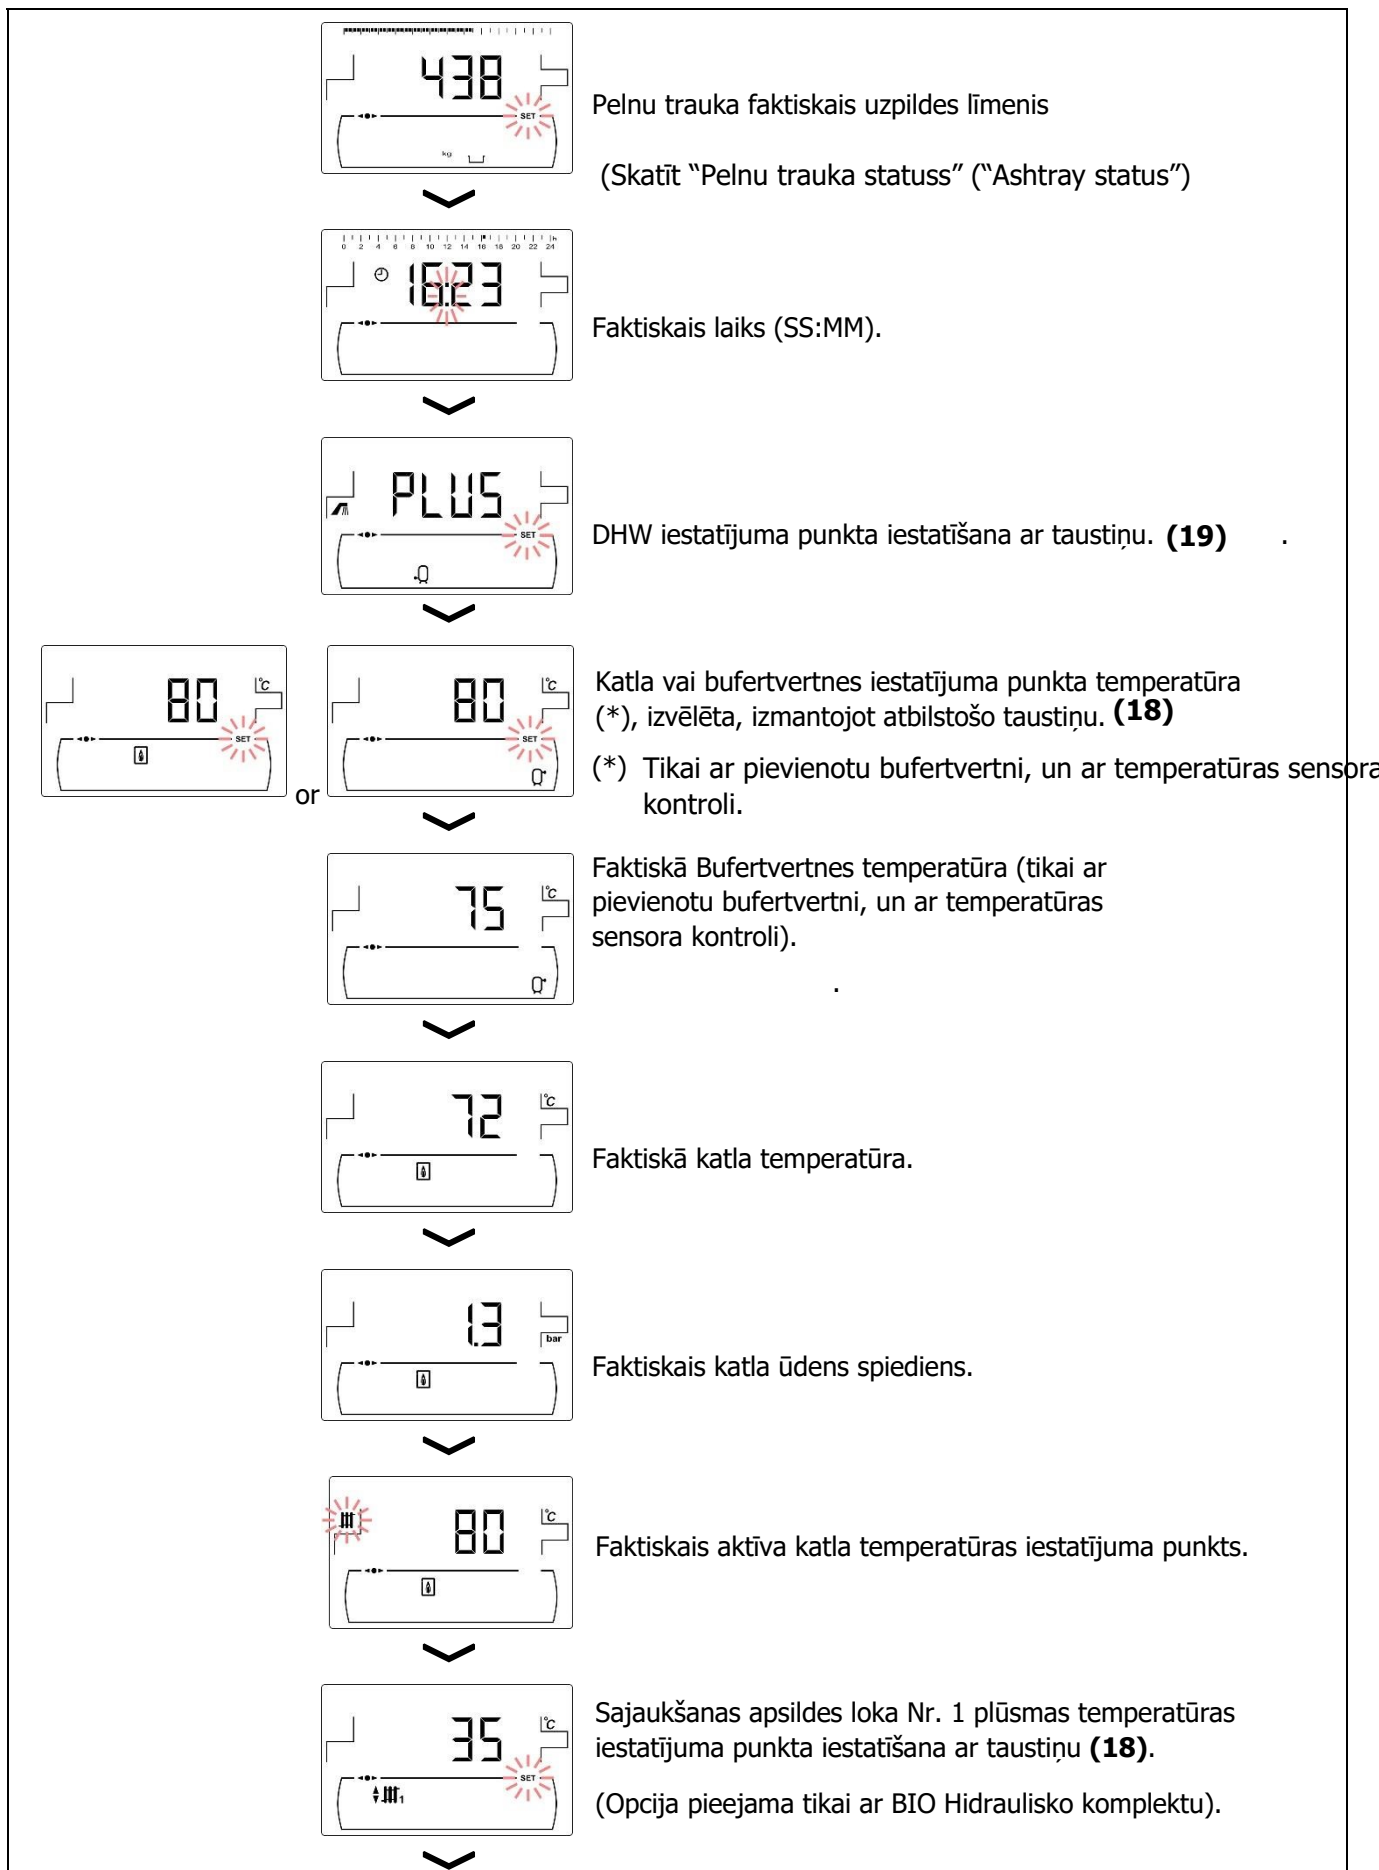 438
SET
kg
Pelnu trauka faktiskais uzpildes līmenis
(Skatīt “Pelnu trauka statuss” (“Ashtray status”)
0 2 4 6 8 10 12 14 16 18 20 22 24 h
16:23
Faktiskais laiks (SS:MM).
PLUS
SET
DHW iestatījuma punkta iestatīšana ar taustiņu. (19) .
80 °C
SET
or
80 °C
SET
Katla vai bufertvertnes iestatījuma punkta temperatūra
(*), izvēlēta, izmantojot atbilstošo taustiņu. (18)
(*) Tikai ar pievienotu bufertvertni, un ar temperatūras sensora
kontroli.
75 °C
Faktiskā Bufertvertnes temperatūra (tikai ar
pievienotu bufertvertni, un ar temperatūras
sensora kontroli).
.
72 °C
Faktiskā katla temperatūra.
1.3
bar
Faktiskais katla ūdens spiediens.
80 °C
Faktiskais aktīva katla temperatūras iestatījuma punkts.
35 °C
SET
1
Sajaukšanas apsildes loka Nr. 1 plūsmas temperatūras
iestatījuma punkta iestatīšana ar taustiņu (18).
(Opcija pieejama tikai ar BIO Hidraulisko komplektu).